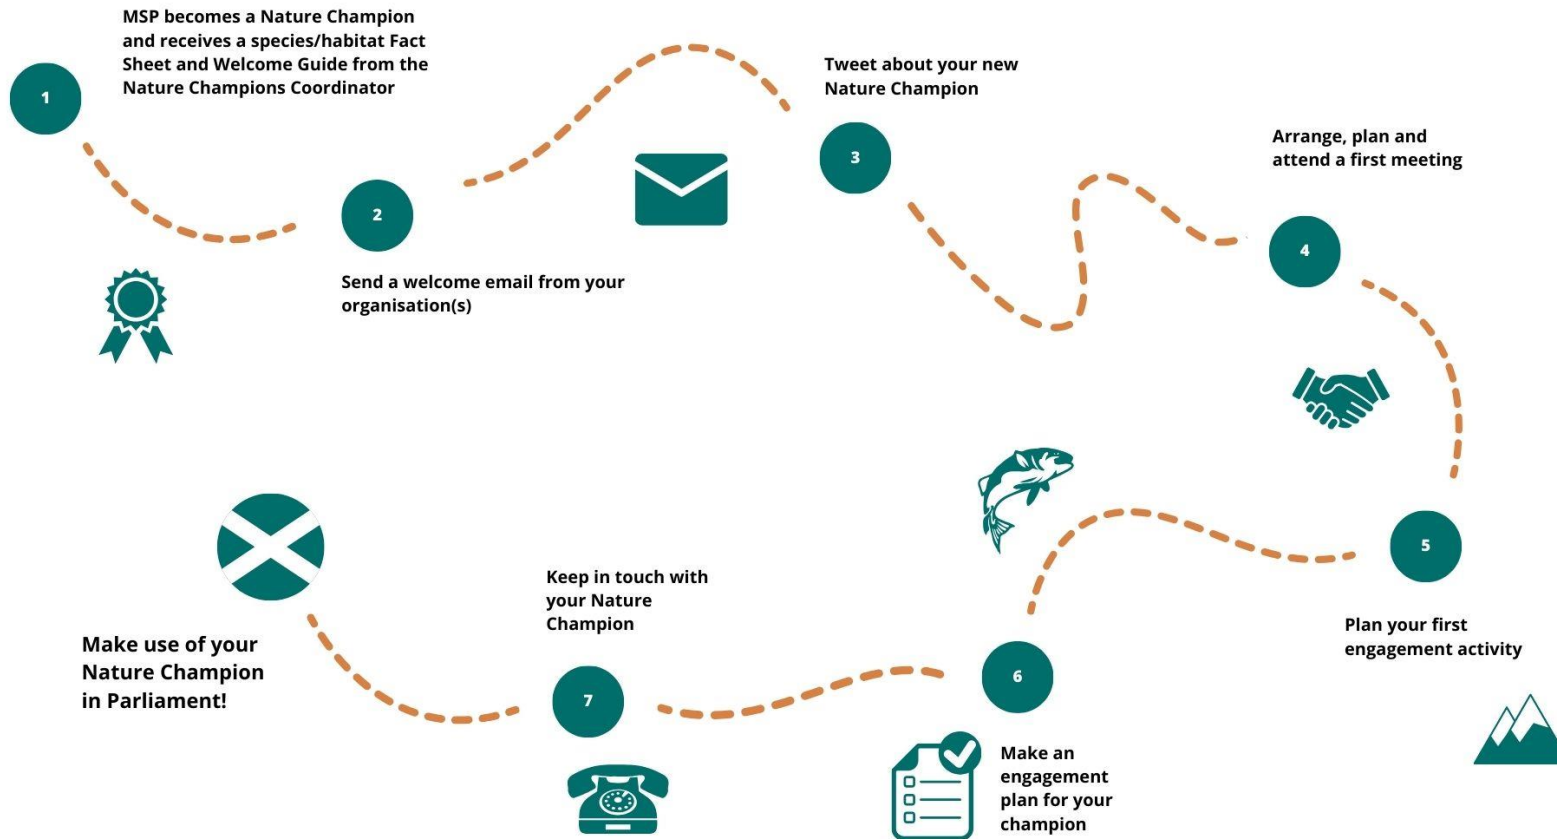 1
MSP becomes a Nature Champion
and receives a species/habitat Fact
Sheet and Welcome Guide from the
Nature Champions Coordinator
2
Send a welcome email from your
organisation(s)
3
Tweet about your new
Nature Champion
4
Arrange, plan and
attend a first meeting
5
Plan your first
engagement activity
6
Make an
engagement
plan for your
champion
7
Keep in touch with
your Nature
Champion
Make use of your
Nature Champion
in Parliament!